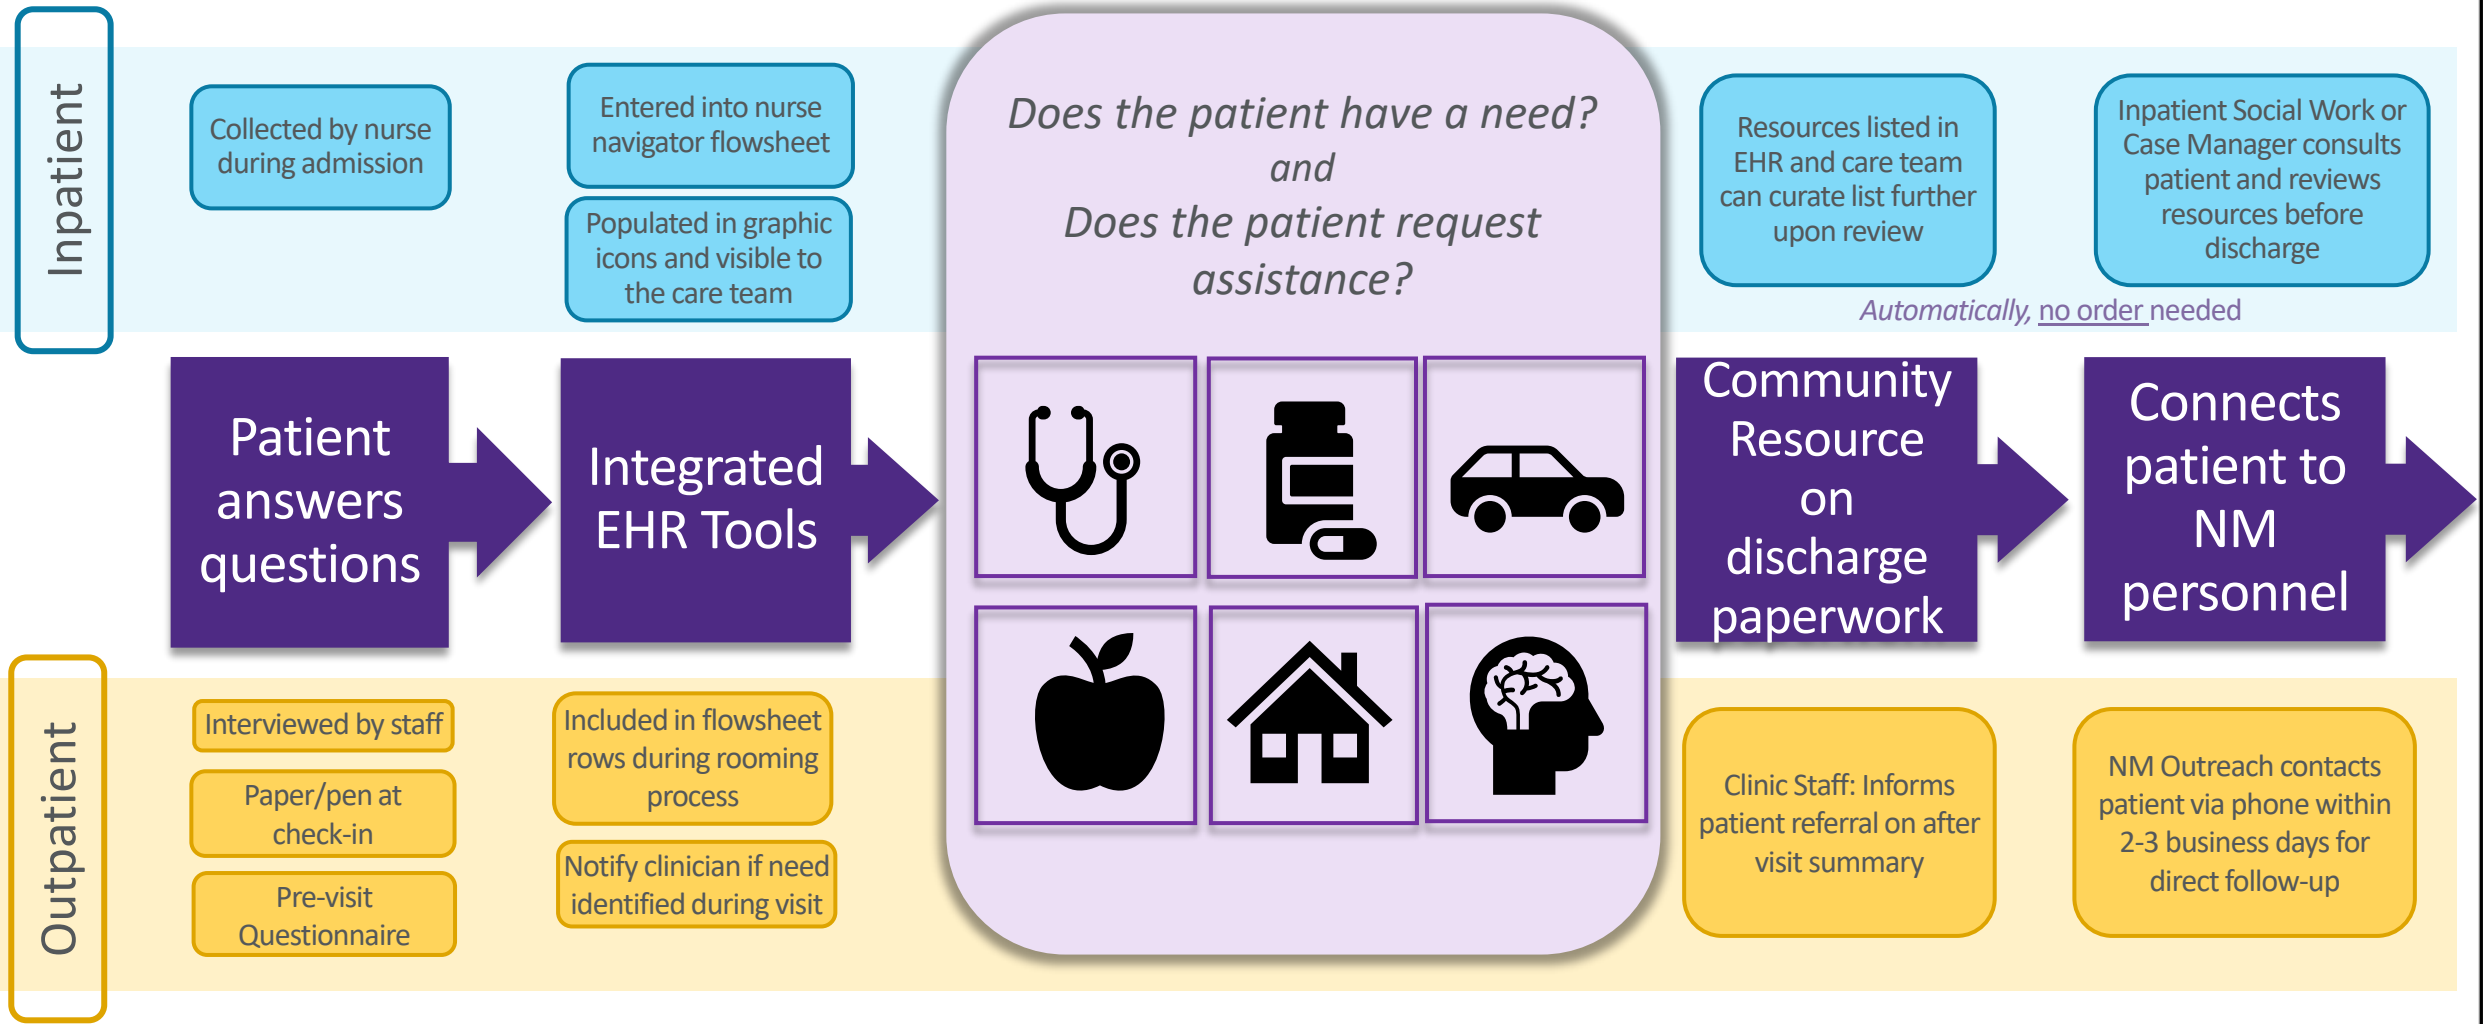 Inpatient
Collected by nurse
during admission
Entered into nurse
navigator flowsheet
Populated in graphic
icons and visible to
the care team
Does the patient have a need?
and
Does the patient request
assistance?
Resources listed in
EHR and care team
can curate list further
upon review
Inpatient Social Work or
Case Manager consults
patient and reviews
resources before
discharge
Automatically, no order needed
Patient
answers
questions
Integrated
EHR Tools
Community
Resource
on
discharge
paperwork
Connects
patient to
NM
personnel
Outpatient
Interviewed by staff
Paper/pen at
check-in
Pre-visit
Questionnaire
Included in flowsheet
rows during rooming
process
Notify clinician if need
identified during visit
Clinic Staff: Informs
patient referral on after
visit summary
NM Outreach contacts
patient via phone within
2-3 business days for
direct follow-up